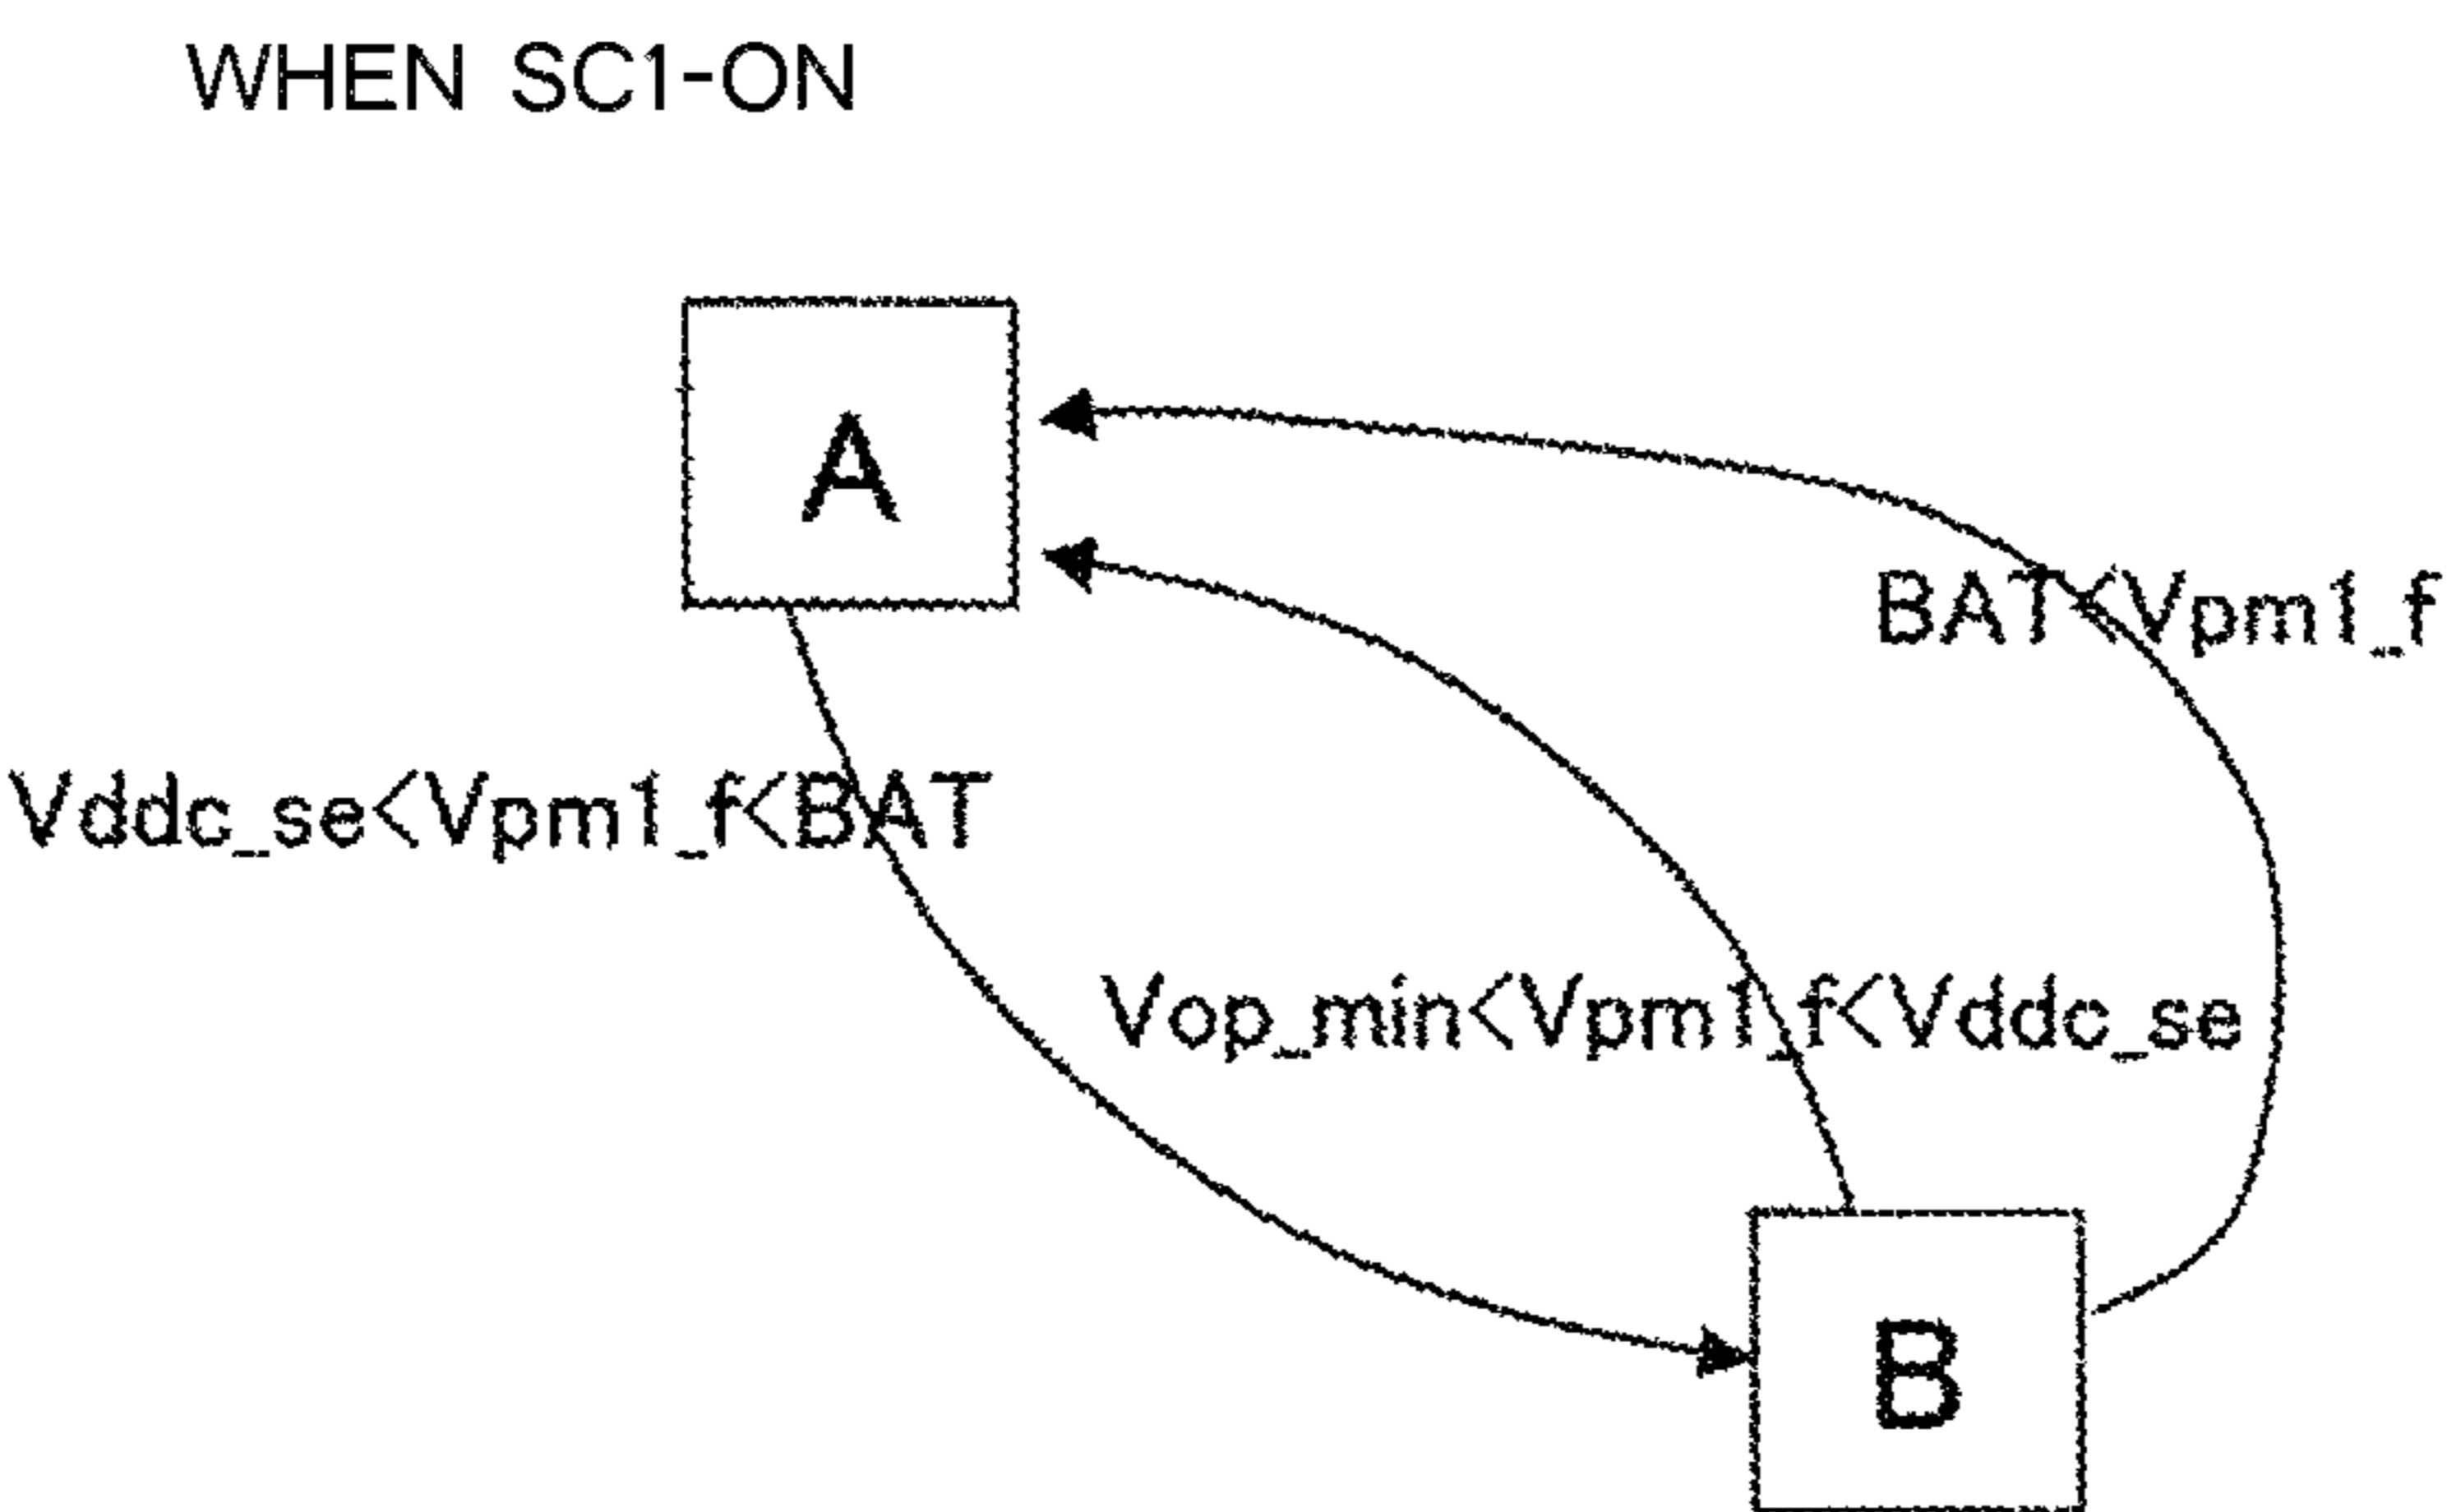 WHEN SC1-ON
A
BAT<Vpm1_f
Vddc_se<Vpm1_f<BAT
Vop_min<Vpm1_f<Vddc_se
B